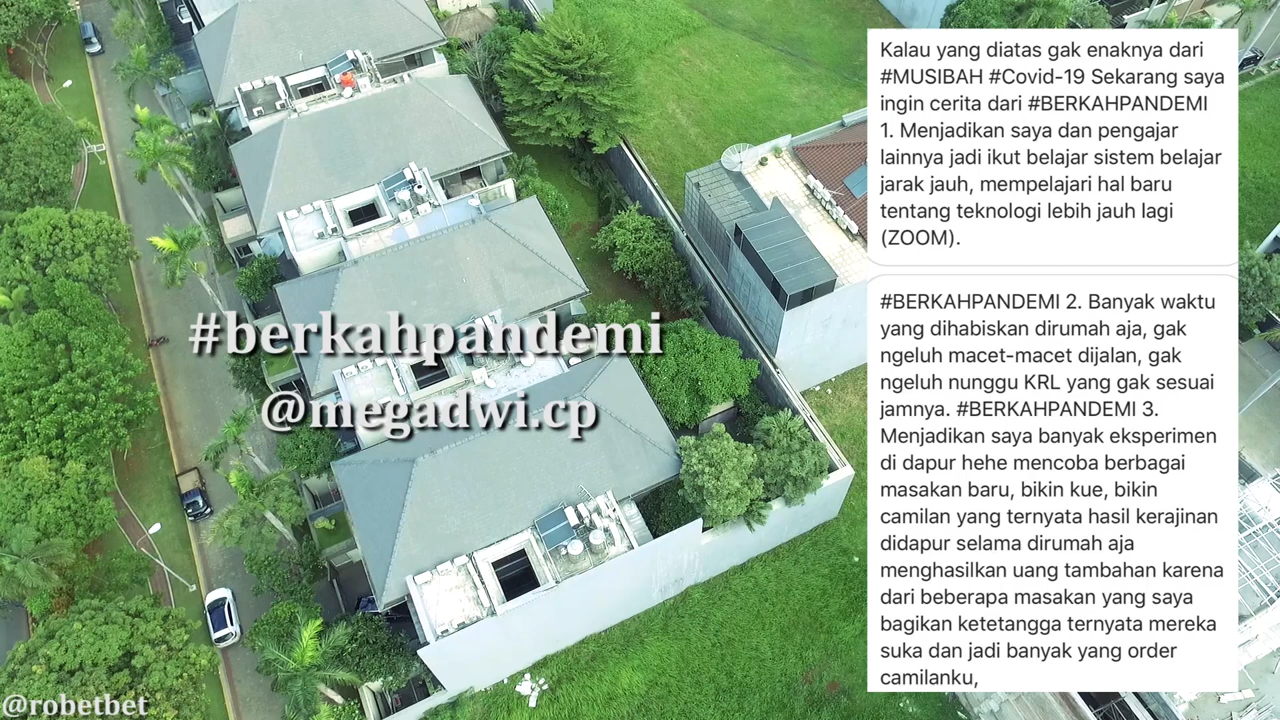 #berkahpandemi
@megadwi.cp
Kalau yang diatas gak enaknya dari
#MUSIBAH #Covid-19 Sekarang saya
ingin cerita dari #BERKAHPANDEMI
1. Menjadikan saya dan pengajar
lainnya jadi ikut belajar sistem belajar
jarak jauh, mempelajari hal baru
tentang teknologi lebih jauh lagi
(ZOOM).
#BERKAHPANDEMI 2. Banyak waktu
yang dihabiskan dirumah aja, gak
ngeluh macet-macet dijalan, gak
ngeluh nunggu KRL yang gak sesuai
jamnya. #BERKAHPANDEMI 3.
Menjadikan saya banyak eksperimen
di dapur hehe mencoba berbagai
masakan baru, bikin kue, bikin
camilan yang ternyata hasil kerajinan
didapur selama dirumah aja
menghasilkan uang tambahan karena
dari beberapa masakan yang saya
bagikan ketetangga ternyata mereka
suka dan jadi banyak yang order
camilanku,
@robetbet